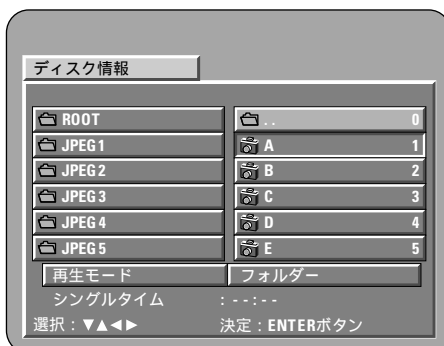 ディスク情報
ROOT
JPEG1
JPEG2
JPEG3
JPEG4
JPEG5
.. 0
A 1
B 2
C 3
D 4
E 5
再生モード フォルダー
シングルタイム : --:--
選択:▼▲◀▶ 決定:ENTERボタン